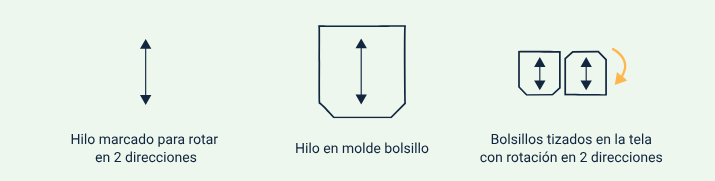 Hilo marcado para rotar
en 2 direcciones
Hilo en molde bolsillo
Bolsillos tizados en la tela
con rotación en 2 direcciones